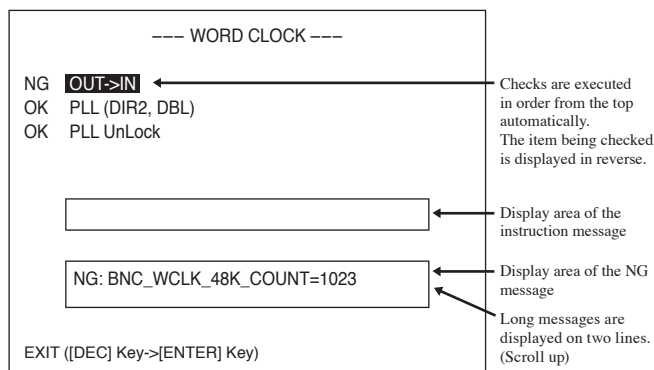 --- WORD CLOCK ---
NG OUT->IN
OK PLL (DIR2, DBL)
OK PLL UnLock
NG: BNC_WCLK_48K_COUNT=1023
EXIT ([DEC] Key->[ENTER] Key)
Checks are executed
in order from the top
automatically.
The item being checked
is displayed in reverse.
Display area of the
instruction message
Display area of the NG
message
Long messages are
displayed on two lines.
(Scroll up)